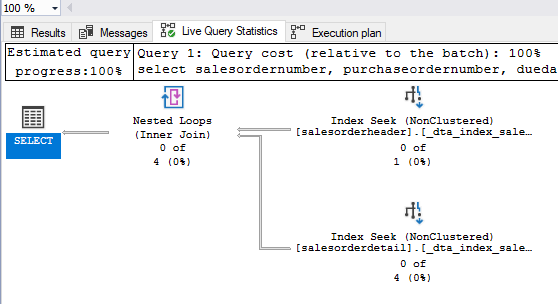 100 %
Results Messages Live Query Statistics Execution plan
Estimated query progress:100%
Query 1: Query cost (relative to the batch): 100%
select salesordernumber, purchaseordernumber, dueda
SELECT
Nested Loops
(Inner Join)
0 of
4 (0%)
Index Seek (NonClustered)
[salesorderheader].[_dta_index_sale...
0 of
1 (0%)
Index Seek (NonClustered)
[salesorderdetail].[_dta_index_sale...
0 of
4 (0%)